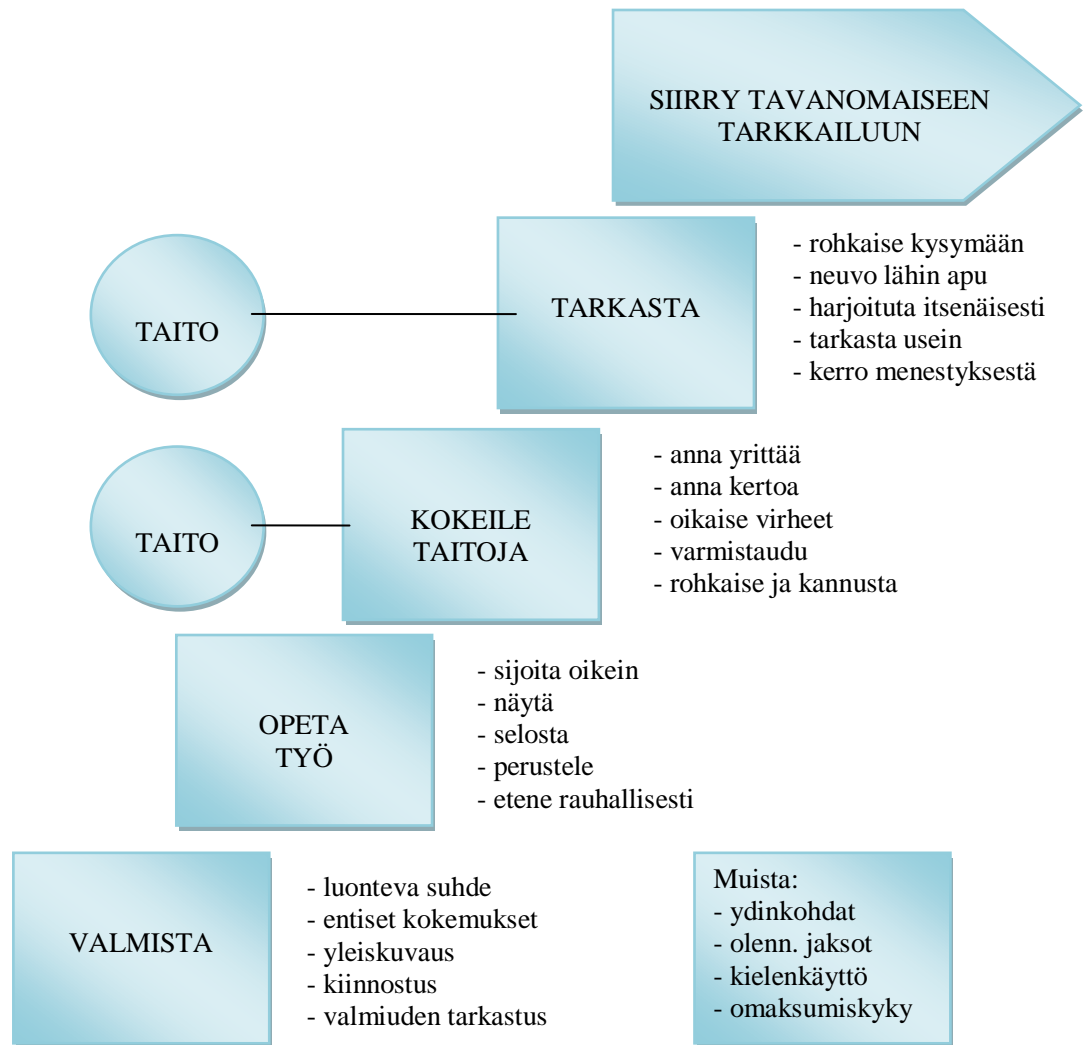 SIIRRY TAVANOMAISEEN
TARKKAILUUN
TAITO
TARKASTA
- rohkaise kysymään
- neuvo lähin apu
- harjoituta itsenäisesti
- tarkasta usein
- kerro menestyksestä
TAITO
KOKEILE
TAITOJA
- anna yrittää
- anna kertoa
- oikaise virheet
- varmistaudu
- rohkaise ja kannusta
OPETA
TYÖ
- sijoita oikein
- näytä
- selosta
- perustele
- etene rauhallisesti
VALMISTA
- luonteva suhde
- entiset kokemukset
- yleiskuvaus
- kiinnostus
- valmiuden tarkastus
Muista:
- ydinkohdat
- olenn. jaksot
- kielenkäyttö
- omaksumiskyky